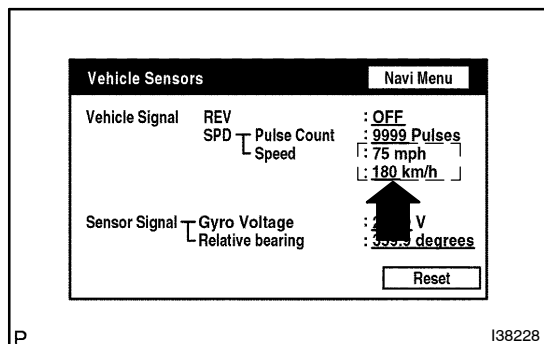 Vehicle Sensors Navi Menu
Vehicle Signal REV : OFF
SPD Pulse Count : 9999 Pulses
Speed : 75 mph
: 180 km/h
Sensor Signal Gyro Voltage : V
Relative bearing : degrees
Reset
P I38228